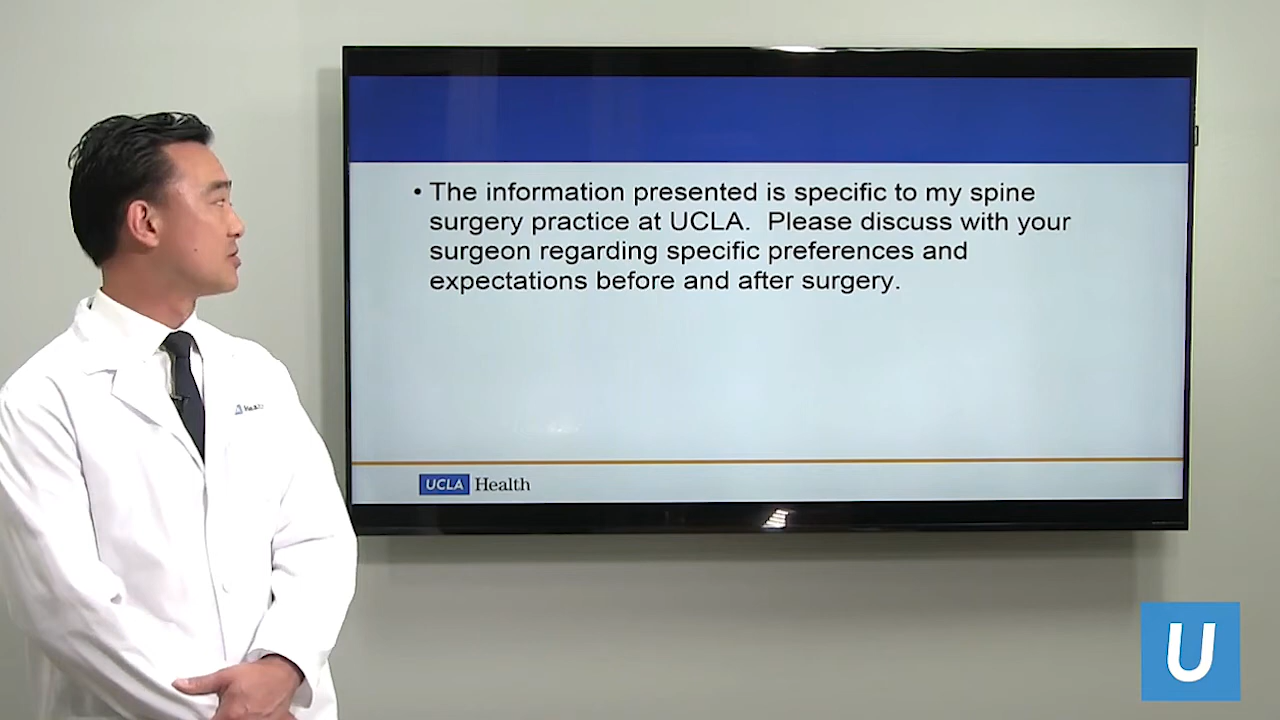 • The information presented is specific to my spine
surgery practice at UCLA.  Please discuss with your
surgeon regarding specific preferences and
expectations before and after surgery.
UCLA Health
U